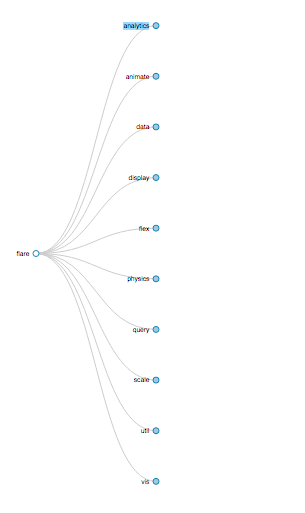 analytics
animate
data
display
flare
flex
physics
query
scale
util
vis